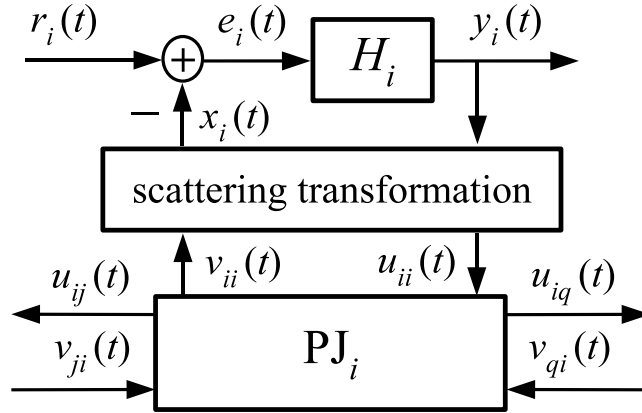 r_i(t) e_i(t) y_i(t)
+ H_i
− x_i(t)
scattering transformation
v_ii(t) u_ii(t)
u_ij(t) u_iq(t)
v_ji(t) PJ_i v_qi(t)